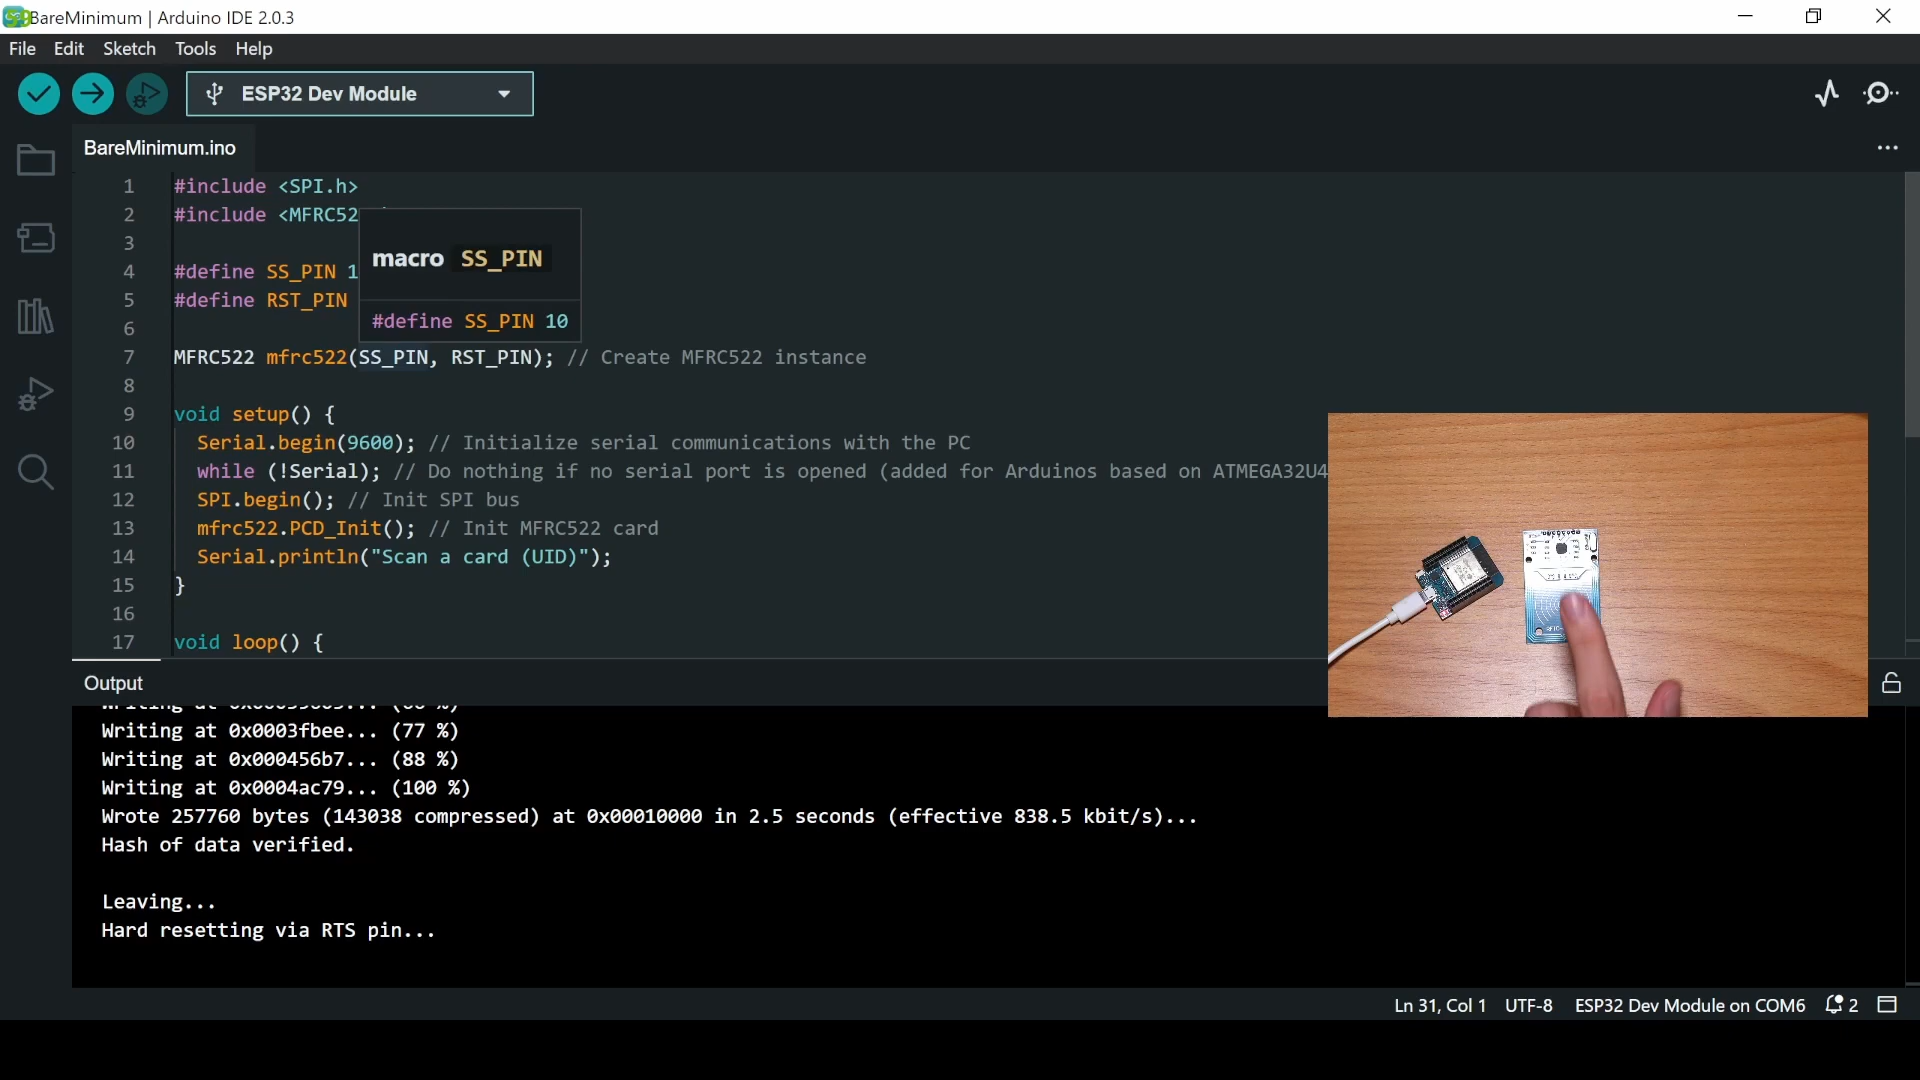 BareMinimum | Arduino IDE 2.0.3
File Edit Sketch Tools Help
ESP32 Dev Module
BareMinimum.ino
1 #include <SPI.h>
2 #include <MFRC52
3
4 #define SS_PIN 1
5 #define RST_PIN
6
macro SS_PIN
#define SS_PIN 10
7 MFRC522 mfrc522(SS_PIN, RST_PIN); // Create MFRC522 instance
8
9 void setup() {
10 Serial.begin(9600); // Initialize serial communications with the PC
11 while (!Serial); // Do nothing if no serial port is opened (added for Arduinos based on ATMEGA32U4
12 SPI.begin(); // Init SPI bus
13 mfrc522.PCD_Init(); // Init MFRC522 card
14 Serial.println("Scan a card (UID)");
15 }
16
17 void loop() {
Output
Writing at 0x0003fbee... (77 %)
Writing at 0x000456b7... (88 %)
Writing at 0x0004ac79... (100 %)
Wrote 257760 bytes (143038 compressed) at 0x00010000 in 2.5 seconds (effective 838.5 kbit/s)...
Hash of data verified.
Leaving...
Hard resetting via RTS pin...
Ln 31, Col 1 UTF-8 ESP32 Dev Module on COM6 2